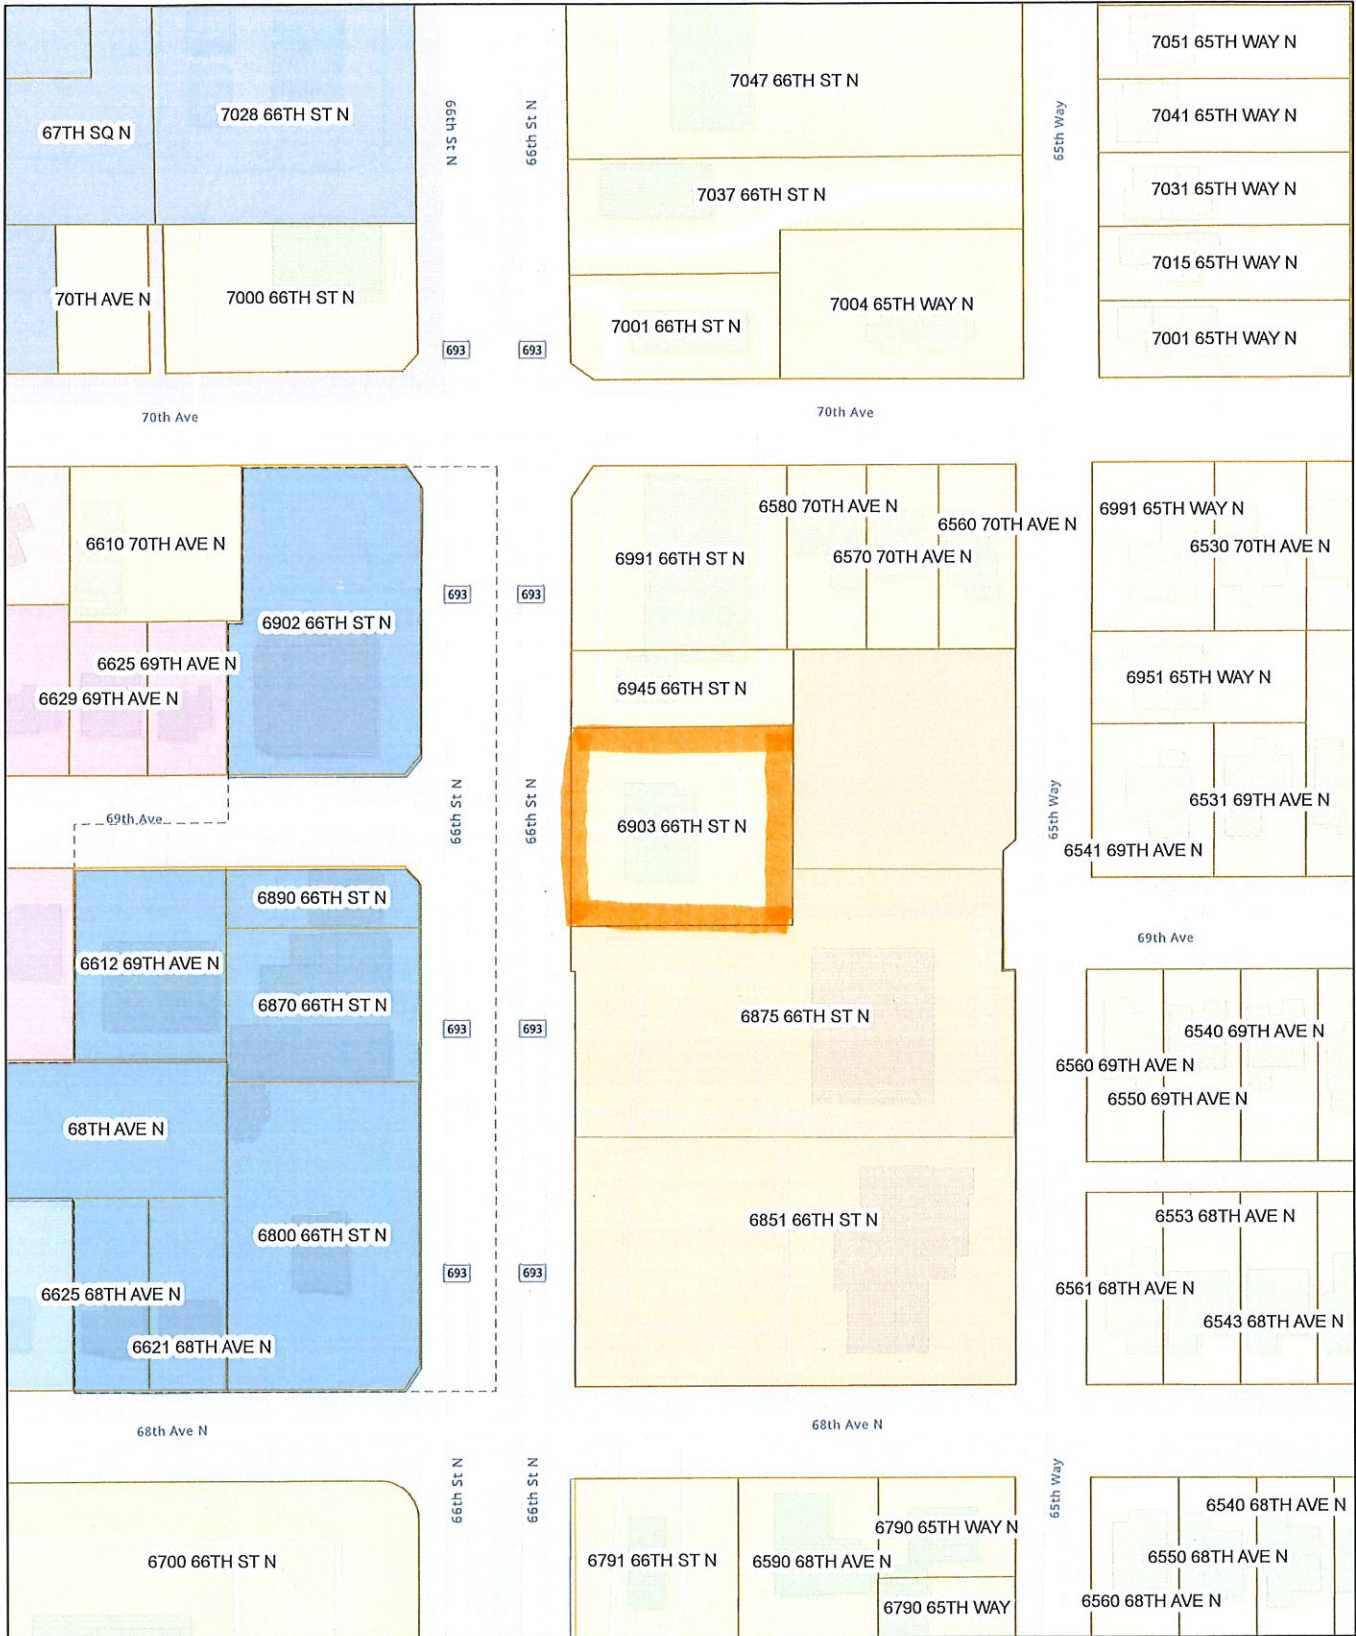 7051 65TH WAY N
7047 66TH ST N
66th St N
66th St N
65th Way
7028 66TH ST N
7041 65TH WAY N
67TH SQ N
7031 65TH WAY N
7037 66TH ST N
7015 65TH WAY N
70TH AVE N
7000 66TH ST N
7004 65TH WAY N
7001 66TH ST N
7001 65TH WAY N
693
693
70th Ave
70th Ave
6580 70TH AVE N
6991 65TH WAY N
6560 70TH AVE N
6610 70TH AVE N
6530 70TH AVE N
6991 66TH ST N
6570 70TH AVE N
693
693
6902 66TH ST N
6625 69TH AVE N
6951 65TH WAY N
6945 66TH ST N
6629 69TH AVE N
6531 69TH AVE N
66th St N
66th St N
65th Way
69th Ave
6903 66TH ST N
6541 69TH AVE N
6890 66TH ST N
69th Ave
6612 69TH AVE N
6870 66TH ST N
6875 66TH ST N
693
693
6540 69TH AVE N
6560 69TH AVE N
6550 69TH AVE N
68TH AVE N
6553 68TH AVE N
6851 66TH ST N
6800 66TH ST N
693
693
6625 68TH AVE N
6561 68TH AVE N
6543 68TH AVE N
6621 68TH AVE N
68th Ave N
68th Ave N
66th St N
66th St N
65th Way
6540 68TH AVE N
6790 65TH WAY N
6700 66TH ST N
6791 66TH ST N
6590 68TH AVE N
6550 68TH AVE N
6560 68TH AVE N
6790 65TH WAY